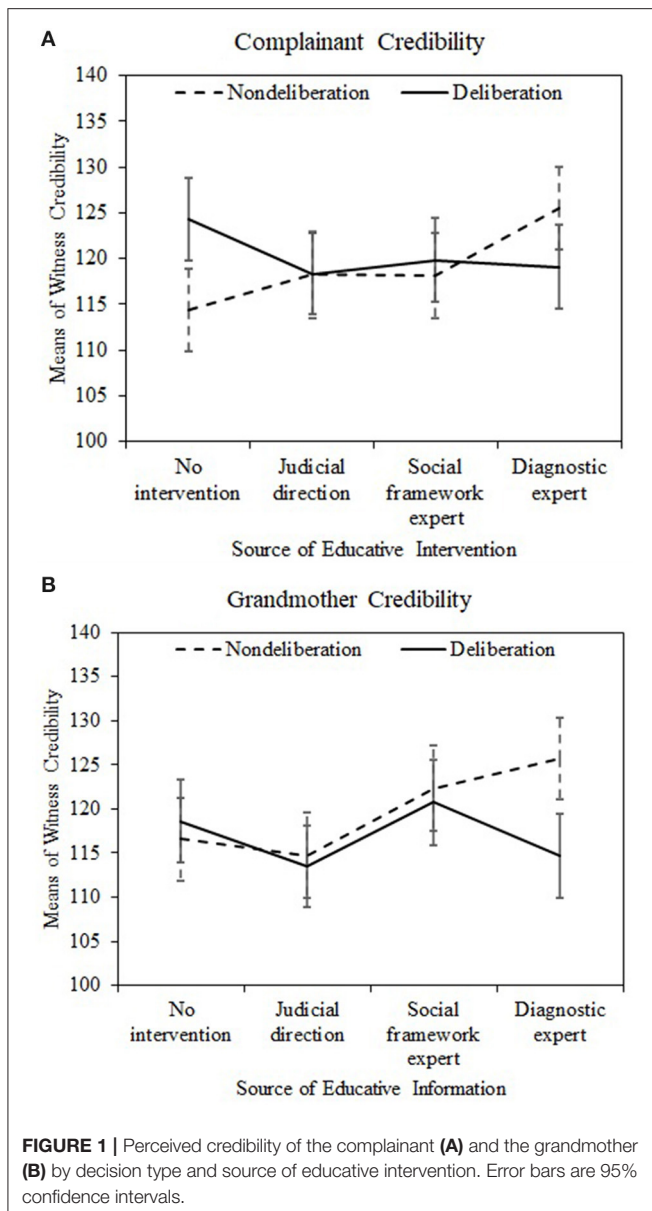 A
Complainant Credibility
140
135
130
125
120
115
110
105
100
Means of Witness Credibility
Nondeliberation
Deliberation
No intervention
Judicial direction
Social framework expert
Diagnostic expert
Source of Educative Intervention
B
Grandmother Credibility
140
135
130
125
120
115
110
105
100
Means of Witness Credibility
Nondeliberation
Deliberation
No intervention
Judicial direction
Social framework expert
Diagnostic expert
Source of Educative Information
FIGURE 1 | Perceived credibility of the complainant (A) and the grandmother
(B) by decision type and source of educative intervention. Error bars are 95%
confidence intervals.